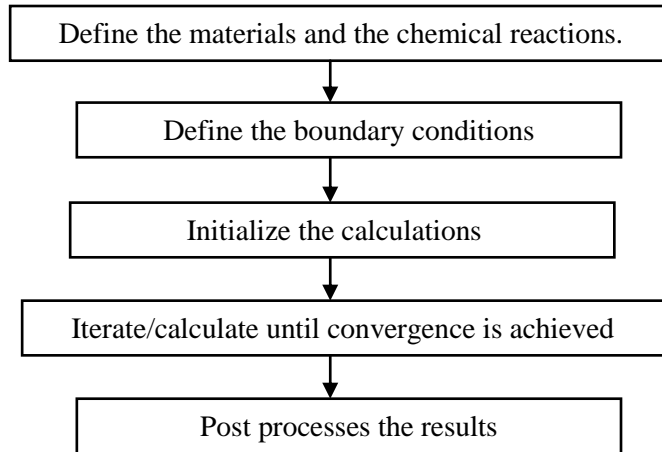 Define the materials and the chemical reactions.
Define the boundary conditions
Initialize the calculations
Iterate/calculate until convergence is achieved
Post processes the results